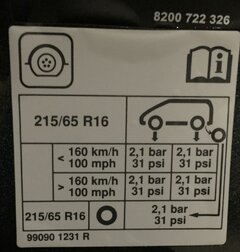 8200 722 326
215/65 R16
< 160 km/h 100 mph 2,1 bar 31 psi 2,1 bar 31 psi
> 160 km/h 100 mph 2,1 bar 31 psi 2,1 bar 31 psi
215/65 R16 2,1 bar 31 psi
99090 1231 R